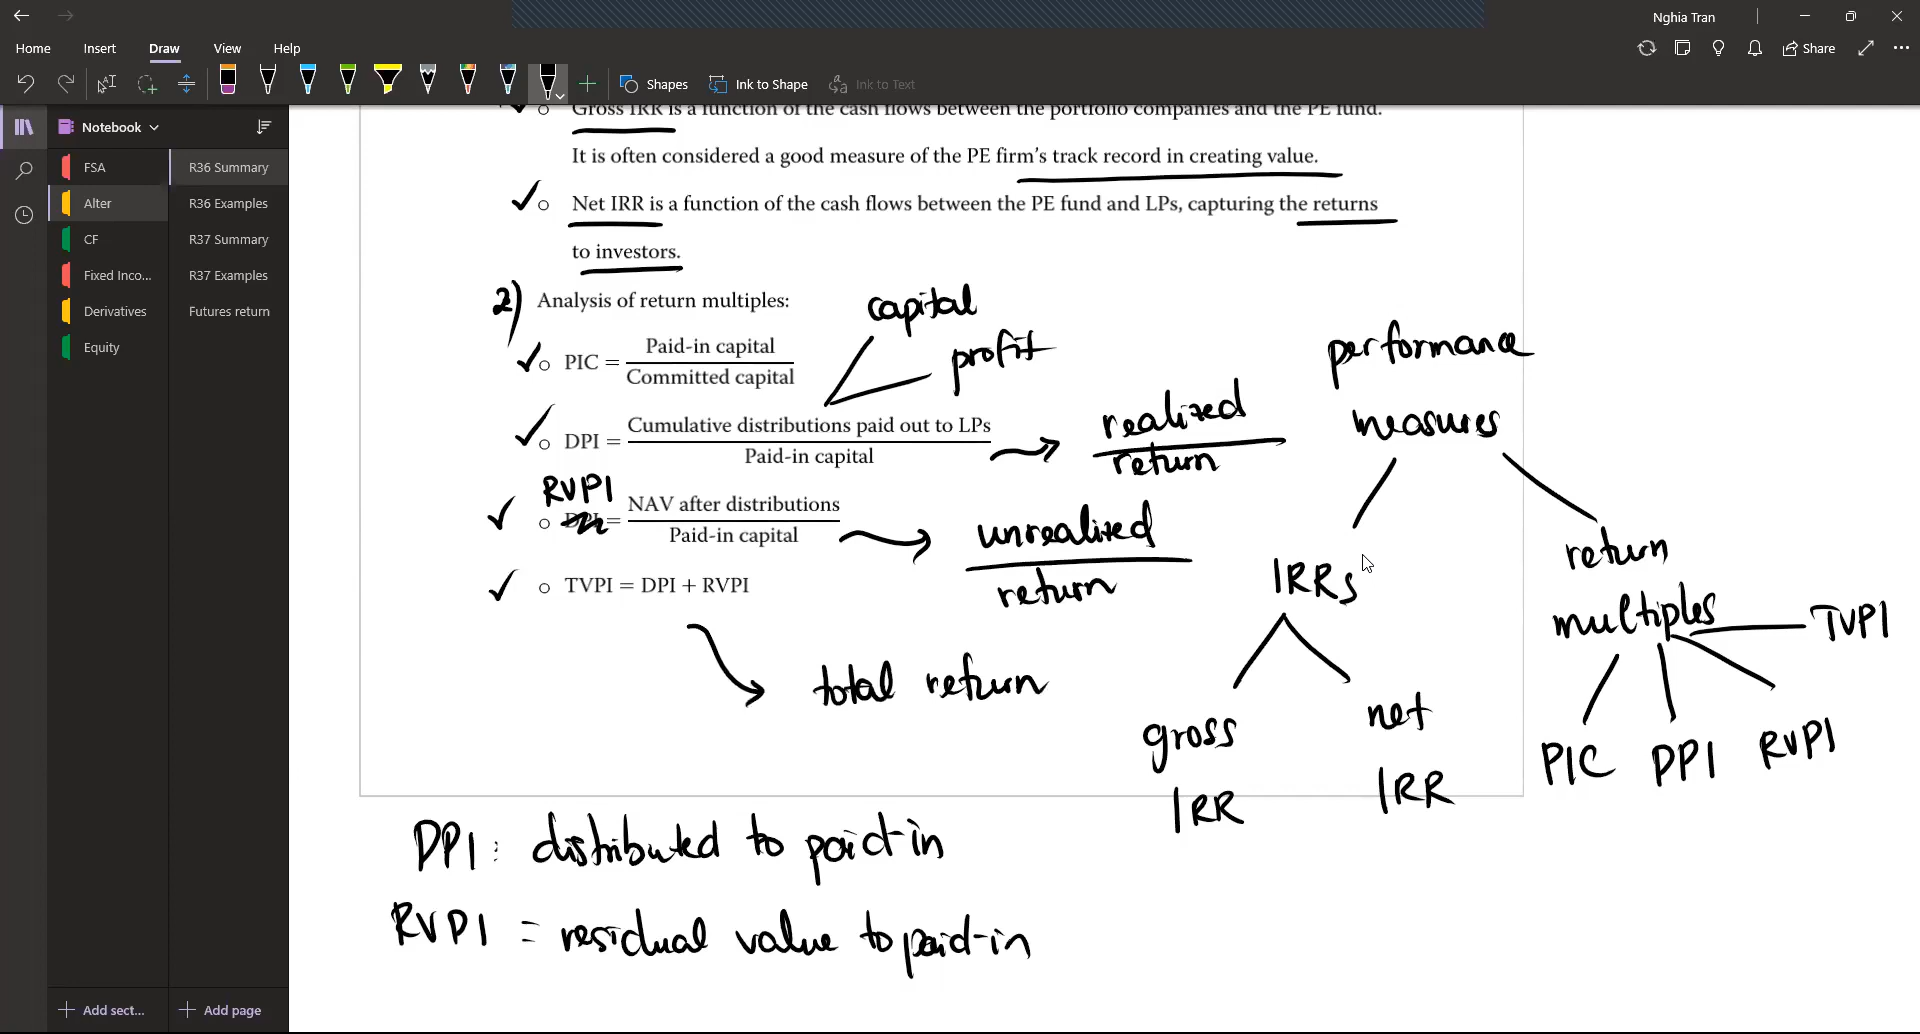 Nghia Tran
Home Insert Draw View Help
Share
Shapes Ink to Shape Ink to Text
Notebook
FSA
Alter
CF
Fixed Inco...
Derivatives
Equity
R36 Summary
R36 Examples
R37 Summary
R37 Examples
Futures return
Add sect...
Add page
Gross IRR is a function of the cash flows between the portfolio companies and the PE fund.
It is often considered a good measure of the PE firm's track record in creating value.
Net IRR is a function of the cash flows between the PE fund and LPs, capturing the returns
to investors.
2) Analysis of return multiples:
capital
profit
PIC = Paid-in capital
Committed capital
DPI = Cumulative distributions paid out to LPs
Paid-in capital
realized
return
RVPI
DPI = NAV after distributions
Paid-in capital
unrealized
return
TVPI = DPI + RVPI
total return
performance
measures
IRRs
return
multiples
gross
IRR
net
IRR
PIC DPI RVPI TVPI
DPI: distributed to paid-in
RVPI = residual value to paid-in